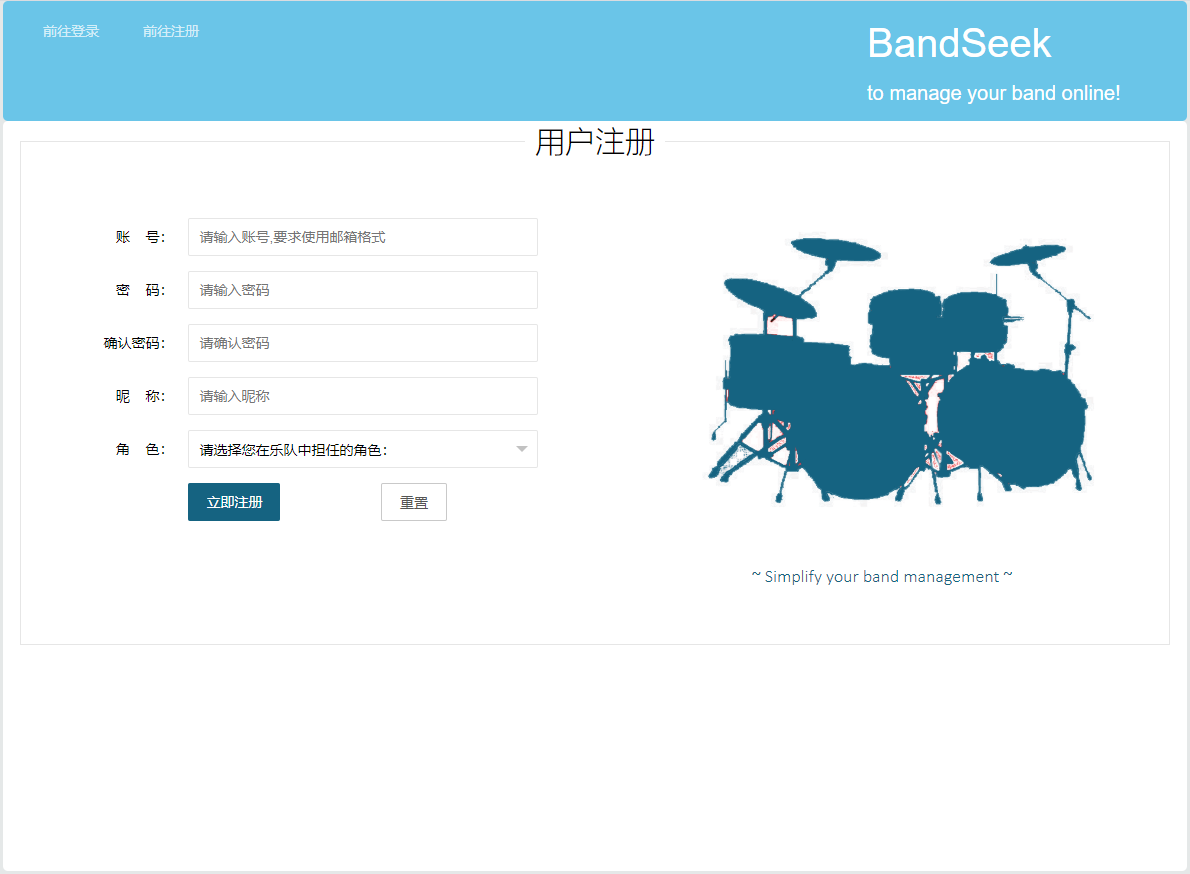 前往登录 前往注册
BandSeek
to manage your band online!
用户注册
账 号: 请输入账号,要求使用邮箱格式
密 码: 请输入密码
确认密码: 请确认密码
昵 称: 请输入昵称
角 色: 请选择您在乐队中担任的角色:
立即注册 重置
~ Simplify your band management ~